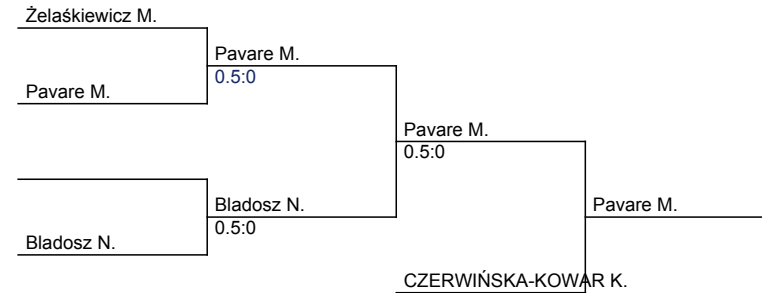 Żelaśkiewicz M.
Pavare M.
0.5:0
Pavare M.
Pavare M.
0.5:0
Bladosz N.
0.5:0
Pavare M.
Bladosz N.
CZERWIŃSKA-KOWAR K.